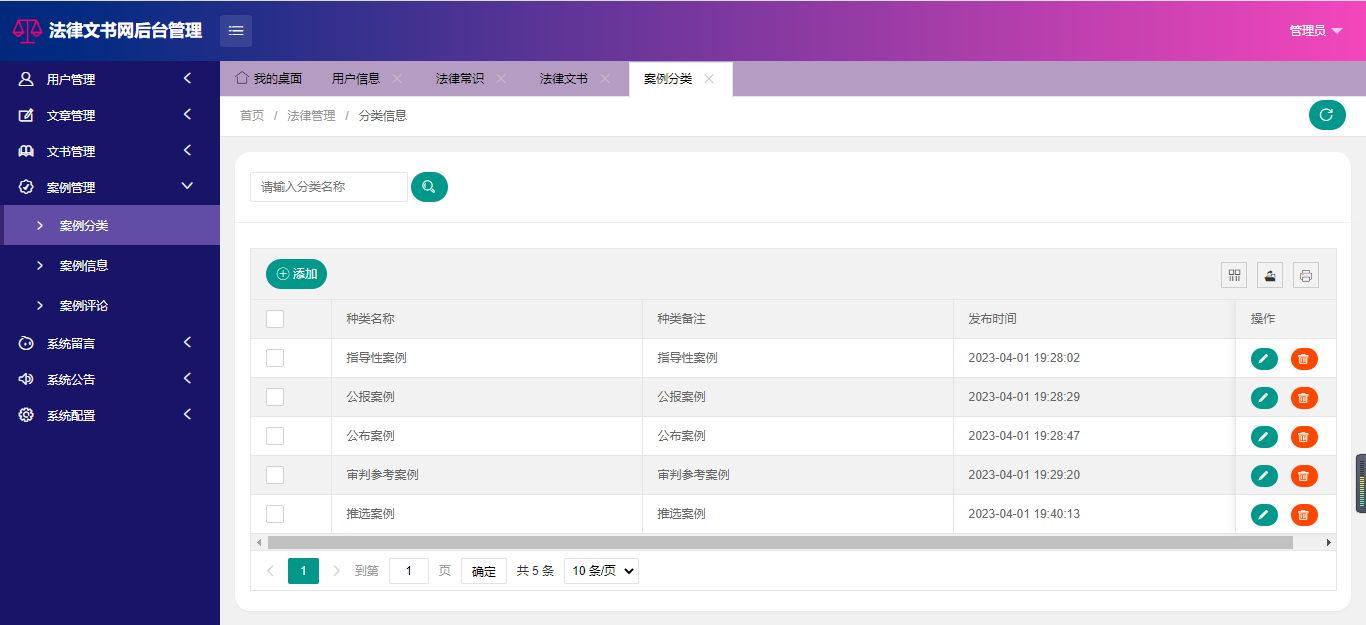 法律文书网后台管理
管理员
用户管理
文章管理
文书管理
案例管理
案例分类
案例信息
案例评论
系统留言
系统公告
系统配置
我的桌面 用户信息 法律常识 法律文书 案例分类
首页 / 法律管理 / 分类信息
请输入分类名称
添加
种类名称 种类备注 发布时间 操作
指导性案例 指导性案例 2023-04-01 19:28:02
公报案例 公报案例 2023-04-01 19:28:29
公布案例 公布案例 2023-04-01 19:28:47
审判参考案例 审判参考案例 2023-04-01 19:29:20
推选案例 推选案例 2023-04-01 19:40:13
1 到第 1 页 确定 共 5 条 10 条/页